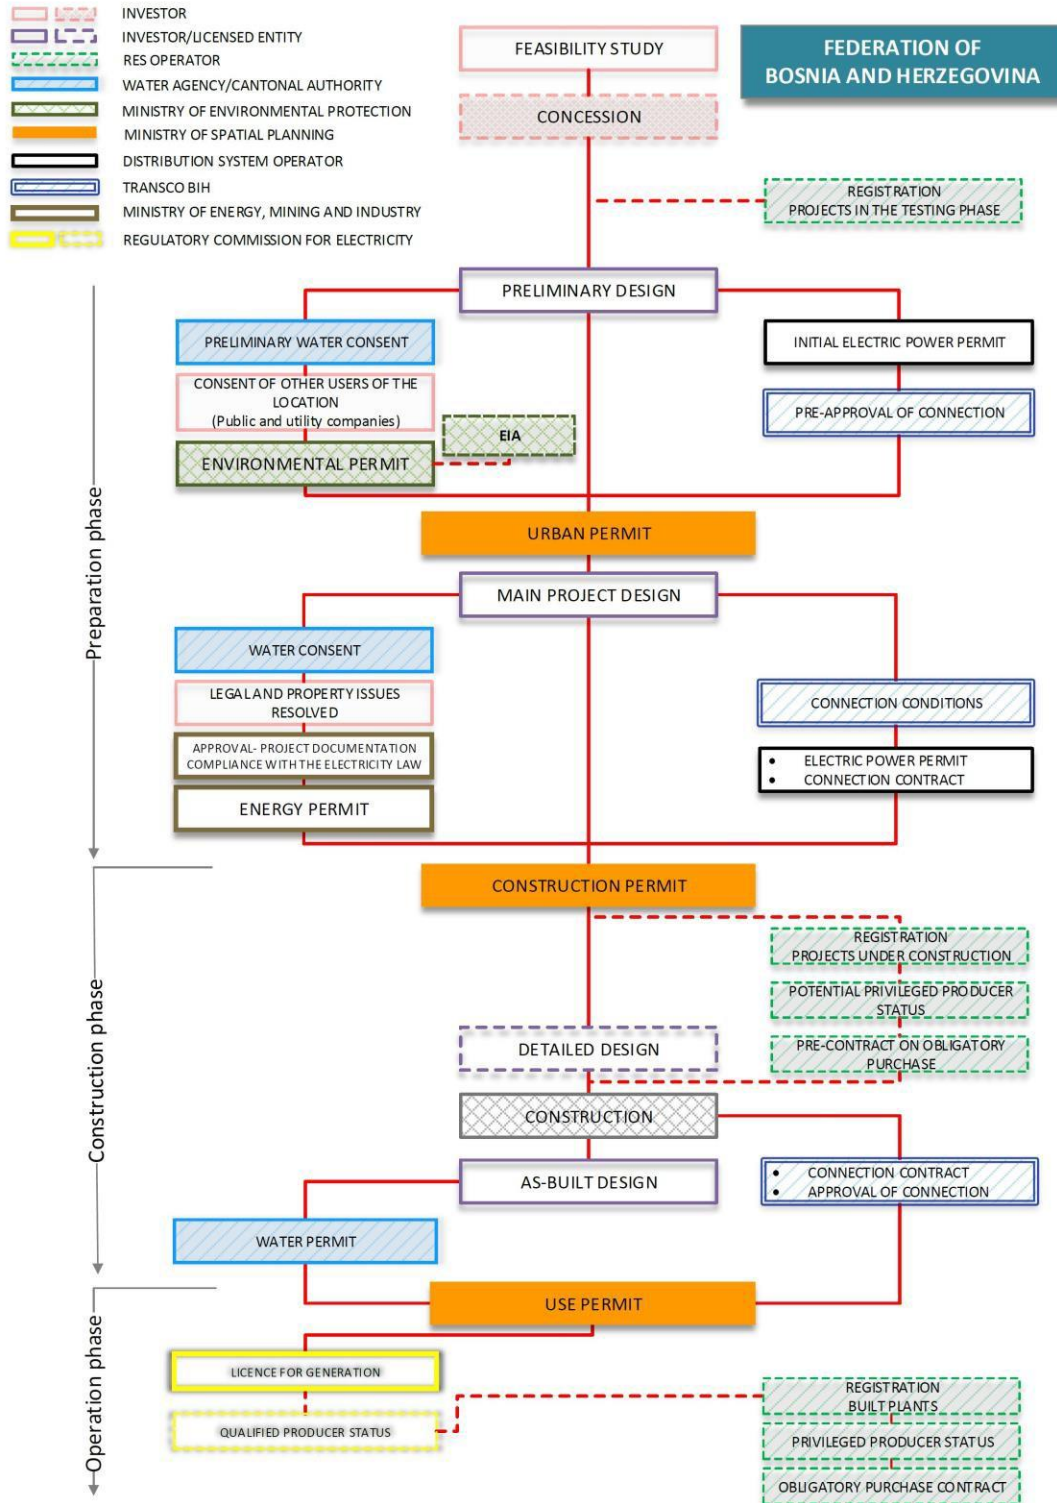 INVESTOR
INVESTOR/LICENSED ENTITY
RES OPERATOR
WATER AGENCY/CANTONAL AUTHORITY
MINISTRY OF ENVIRONMENTAL PROTECTION
MINISTRY OF SPATIAL PLANNING
DISTRIBUTION SYSTEM OPERATOR
TRANSCO BIH
MINISTRY OF ENERGY, MINING AND INDUSTRY
REGULATORY COMMISSION FOR ELECTRICITY
FEDERATION OF
BOSNIA AND HERZEGOVINA
FEASIBILITY STUDY
CONCESSION
REGISTRATION
PROJECTS IN THE TESTING PHASE
Preparation phase
PRELIMINARY DESIGN
PRELIMINARY WATER CONSENT
CONSENT OF OTHER USERS OF THE
LOCATION
(Public and utility companies)
ENVIRONMENTAL PERMIT
EIA
INITIAL ELECTRIC POWER PERMIT
PRE-APPROVAL OF CONNECTION
URBAN PERMIT
MAIN PROJECT DESIGN
WATER CONSENT
LEGAL AND PROPERTY ISSUES
RESOLVED
APPROVAL- PROJECT DOCUMENTATION
COMPLIANCE WITH THE ELECTRICITY LAW
ENERGY PERMIT
CONNECTION CONDITIONS
• ELECTRIC POWER PERMIT
• CONNECTION CONTRACT
Construction phase
CONSTRUCTION PERMIT
REGISTRATION
PROJECTS UNDER CONSTRUCTION
POTENTIAL PRIVILEGED PRODUCER
STATUS
PRE-CONTRACT ON OBLIGATORY
PURCHASE
DETAILED DESIGN
CONSTRUCTION
AS-BUILT DESIGN
• CONNECTION CONTRACT
• APPROVAL OF CONNECTION
WATER PERMIT
Operation phase
USE PERMIT
LICENCE FOR GENERATION
QUALIFIED PRODUCER STATUS
REGISTRATION
BUILT PLANTS
PRIVILEGED PRODUCER STATUS
OBLIGATORY PURCHASE CONTRACT